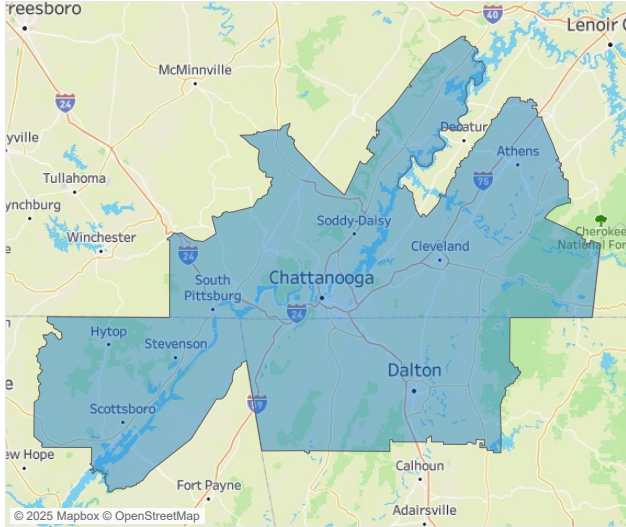 reesboro
40
Lenoir C
McMinnville
24
Decatur
yville
Athens
Tullahoma
75
ynchburg
Soddy-Daisy
Cherokee
National For
Winchester
Cleveland
24
South
Pittsburg
Chattanooga
24
Hytop
Stevenson
Dalton
e
59
Scottsboro
ew Hope
Calhoun
Fort Payne
Adairsville
© 2025 Mapbox © OpenStreetMap